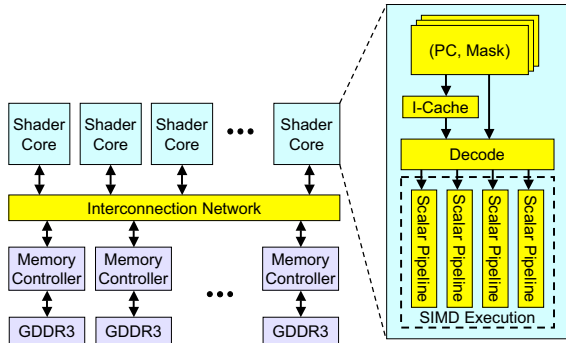 (PC, Mask)
I-Cache
Decode
Scalar Pipeline
Scalar Pipeline
Scalar Pipeline
Scalar Pipeline
SIMD Execution
Shader
Core
Shader
Core
Shader
Core
Shader
Core
Interconnection Network
Memory
Controller
Memory
Controller
Memory
Controller
GDDR3
GDDR3
GDDR3